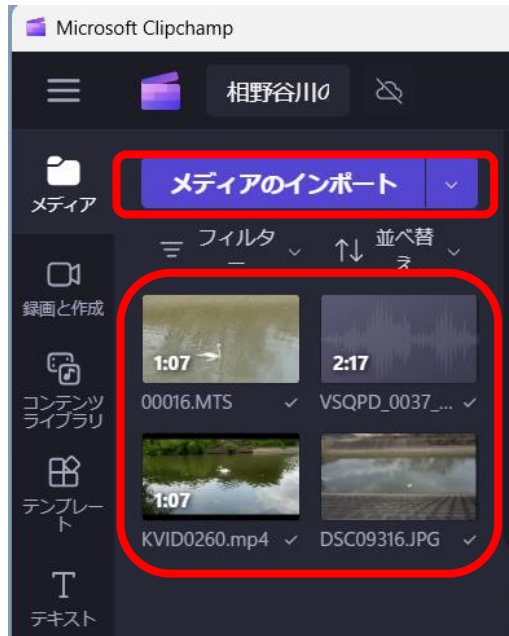 Microsoft Clipchamp
相野谷川の
メディアのインポート
メディア
フィルタ
ー
並べ替
え
録画と作成
1:07
2:17
00016.MTS
VSQPD_0037_...
コンテンツ
ライブラリ
1:07
KVID0260.mp4
DSC09316.JPG
テンプレー
ト
T
テキスト